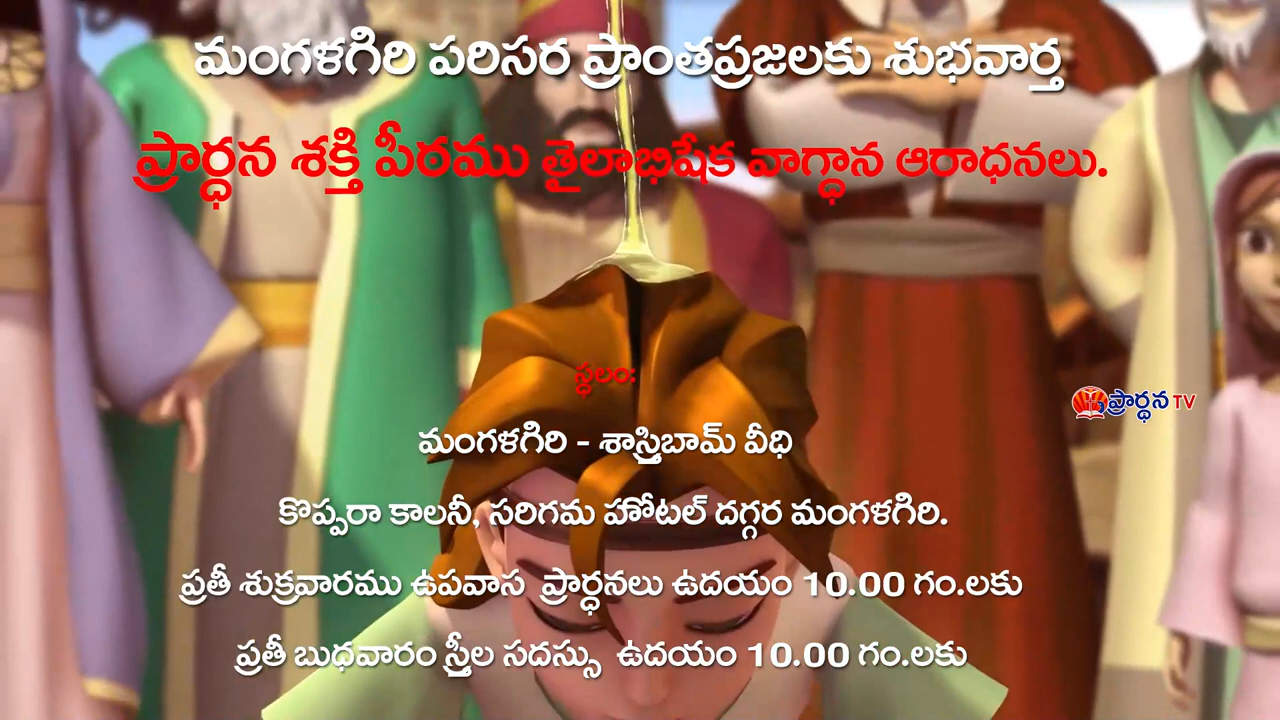 మంగళగిరి పరిసర ప్రాంతప్రజలకు శుభవార్త
ప్రార్ధన శక్తి పీఠము తైలాభిషేక వాగ్ధాన ఆరాధనలు.
స్ధలం:
ప్రార్ధన TV
మంగళగిరి - శాస్త్రిబామ్ వీధి
కొప్పరా కాలనీ, సరిగమ హోటల్ దగ్గర మంగళగిరి.
ప్రతీ శుక్రవారము ఉపవాస ప్రార్ధనలు ఉదయం 10.00 గం.లకు
ప్రతీ బుధవారం స్త్రీల సదస్సు ఉదయం 10.00 గం.లకు